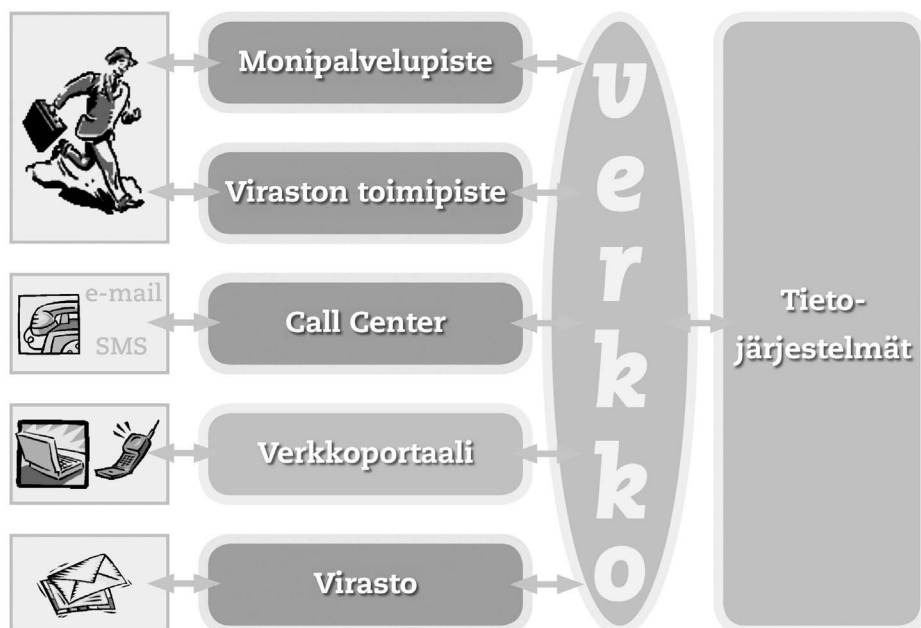 Monipalvelupiste
Viraston toimipiste
e-mail
SMS
Call Center
Verkkoportaali
Virasto
verkko
Tieto-
järjestelmät